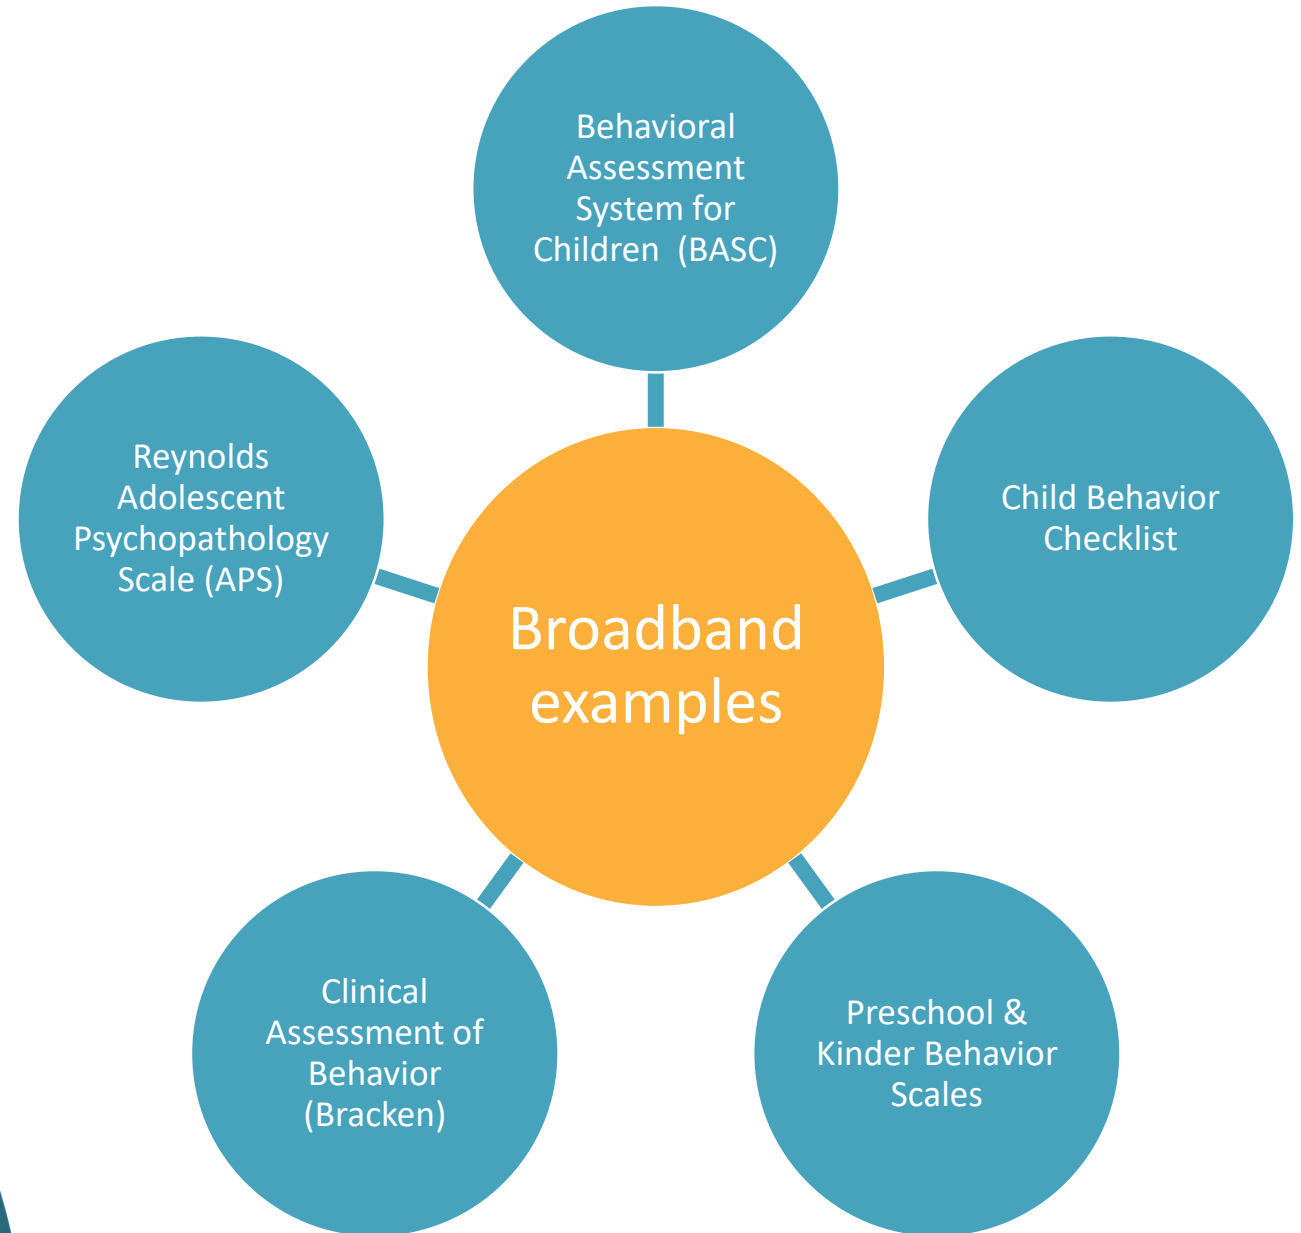 Behavioral
Assessment
System for
Children  (BASC)
Child Behavior
Checklist
Preschool &
Kinder Behavior
Scales
Clinical
Assessment of
Behavior
(Bracken)
Reynolds
Adolescent
Psychopathology
Scale (APS)
Broadband
examples